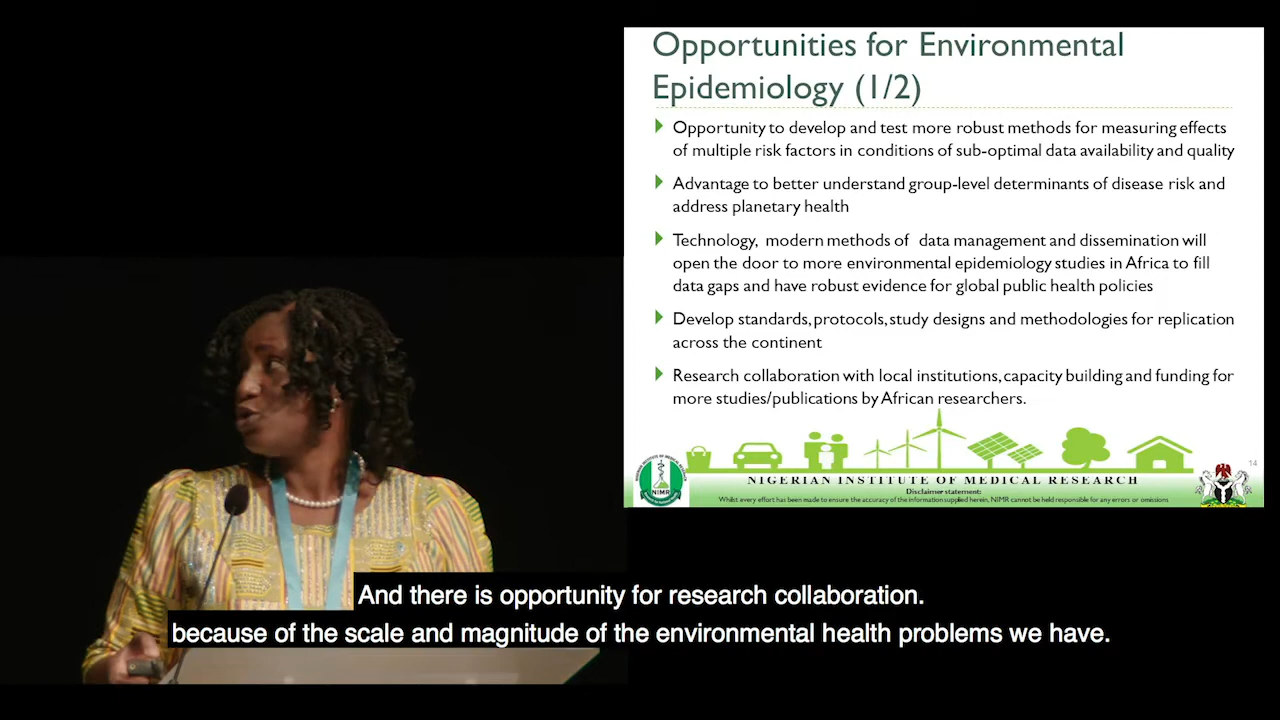 Opportunities for Environmental
Epidemiology (1/2)
Opportunity to develop and test more robust methods for measuring effects
of multiple risk factors in conditions of sub-optimal data availability and quality
Advantage to better understand group-level determinants of disease risk and
address planetary health
Technology, modern methods of data management and dissemination will
open the door to more environmental epidemiology studies in Africa to fill
data gaps and have robust evidence for global public health policies
Develop standards, protocols, study designs and methodologies for replication
across the continent
Research collaboration with local institutions, capacity building and funding for
more studies/publications by African researchers.
14
NIMR
NIGERIAN INSTITUTE OF MEDICAL RESEARCH
Disclaimer statement:
Whilst every effort has been made to ensure the accuracy of the information supplied herein, NIMR cannot be held responsible for any errors or omissions
And there is opportunity for research collaboration.
because of the scale and magnitude of the environmental health problems we have.